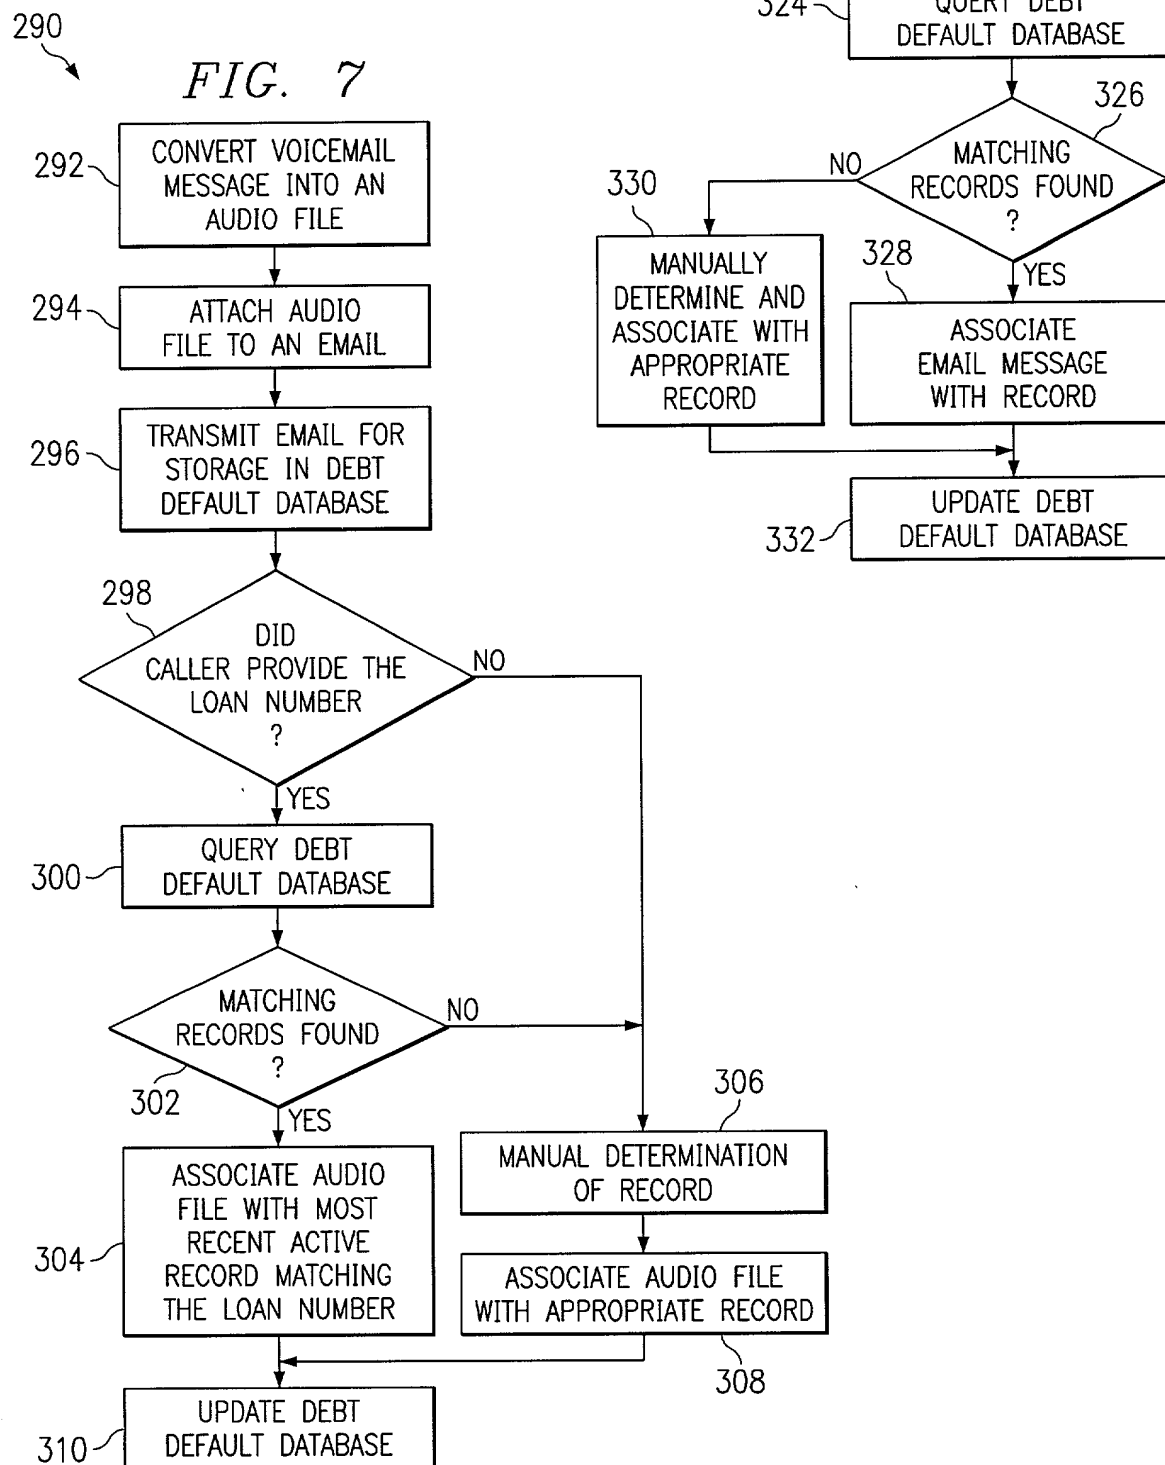 290
FIG. 7
292
CONVERT VOICEMAIL
MESSAGE INTO AN
AUDIO FILE
294
ATTACH AUDIO
FILE TO AN EMAIL
296
TRANSMIT EMAIL FOR
STORAGE IN DEBT
DEFAULT DATABASE
298
DID
CALLER PROVIDE THE
LOAN NUMBER
?
NO
YES
300
QUERY DEBT
DEFAULT DATABASE
MATCHING
RECORDS FOUND
?
NO
302
YES
304
ASSOCIATE AUDIO
FILE WITH MOST
RECENT ACTIVE
RECORD MATCHING
THE LOAN NUMBER
306
MANUAL DETERMINATION
OF RECORD
ASSOCIATE AUDIO FILE
WITH APPROPRIATE RECORD
308
310
UPDATE DEBT
DEFAULT DATABASE
324
QUERY DEBT
DEFAULT DATABASE
326
MATCHING
RECORDS FOUND
?
NO
YES
330
MANUALLY
DETERMINE AND
ASSOCIATE WITH
APPROPRIATE
RECORD
328
ASSOCIATE
EMAIL MESSAGE
WITH RECORD
332
UPDATE DEBT
DEFAULT DATABASE